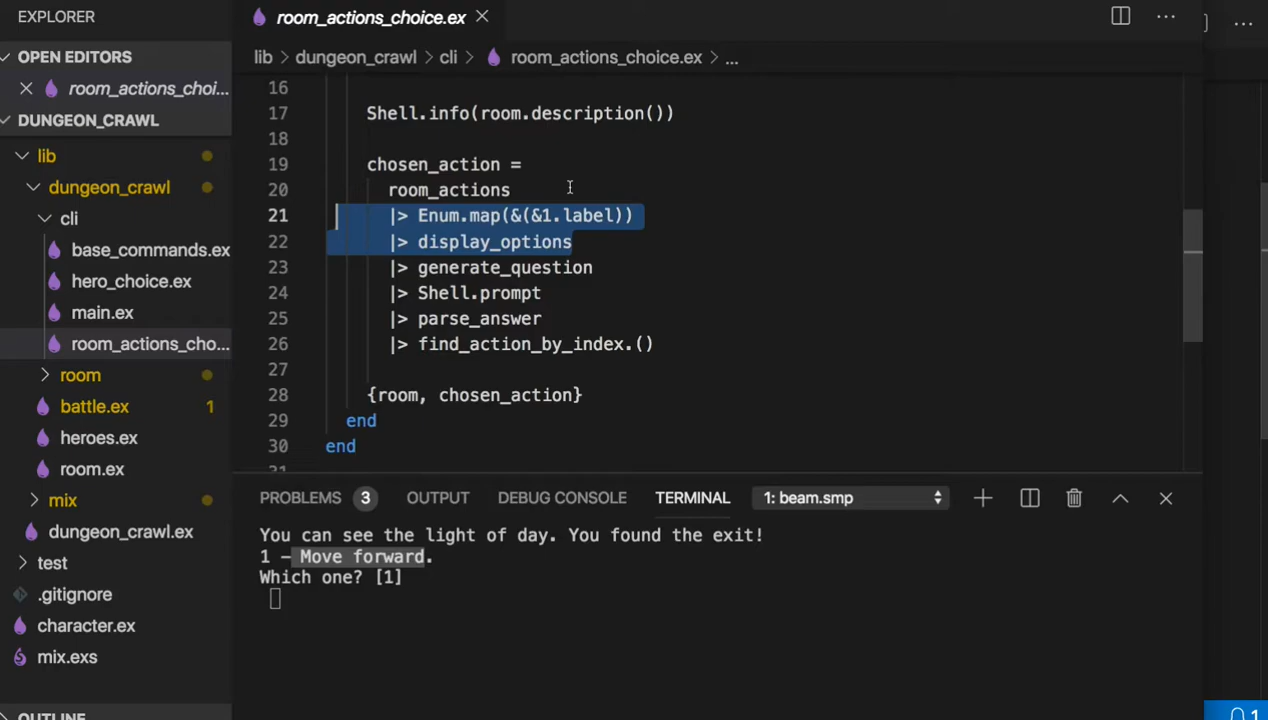 EXPLORER
OPEN EDITORS
room_actions_choi...
DUNGEON_CRAWL
lib
dungeon_crawl
cli
base_commands.ex
hero_choice.ex
main.ex
room_actions_cho...
room
battle.ex 1
heroes.ex
room.ex
mix
dungeon_crawl.ex
test
.gitignore
character.ex
mix.exs
OUTLINE
room_actions_choice.ex
lib > dungeon_crawl > cli > room_actions_choice.ex > ...
16
17 Shell.info(room.description())
18
19 chosen_action =
20 room_actions
21 |> Enum.map(&(&1.label))
22 |> display_options
23 |> generate_question
24 |> Shell.prompt
25 |> parse_answer
26 |> find_action_by_index.()
27
28 {room, chosen_action}
29 end
30 end
31
PROBLEMS 3 OUTPUT DEBUG CONSOLE TERMINAL 1: beam.smp
You can see the light of day. You found the exit!
1 - Move forward.
Which one? [1]
1